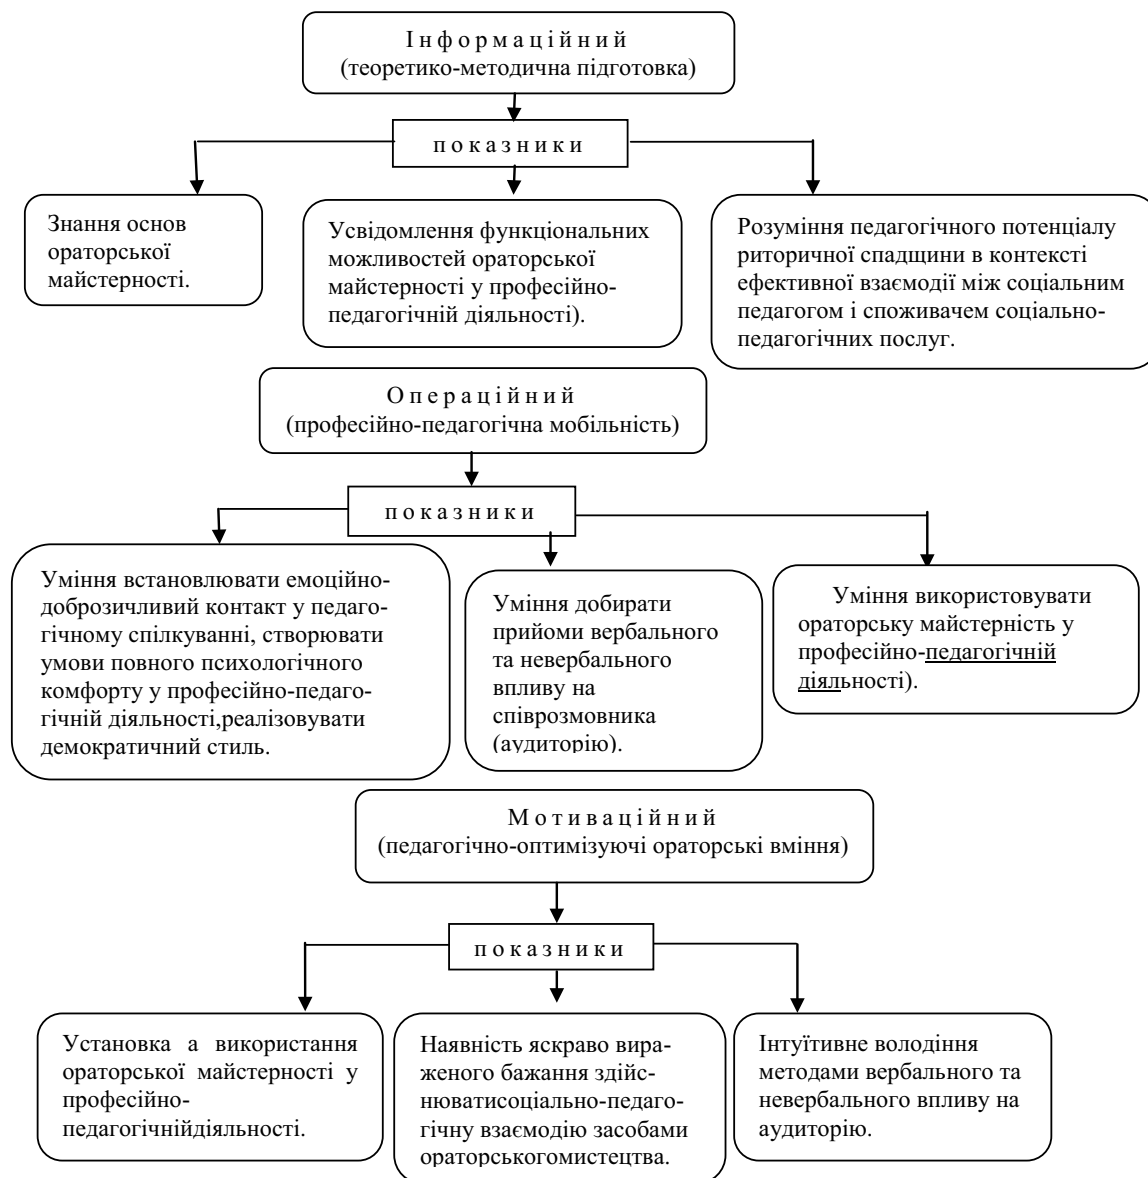 І н ф о р м а ц і й н и й
(теоретико-методична підготовка)
п о к а з н и к и
Знання основ
ораторської
майстерності.
Усвідомлення функціональних
можливостей ораторської
майстерності у професійно-
педагогічній діяльності).
Розуміння педагогічного потенціалу
риторичної спадщини в контексті
ефективної взаємодії між соціальним
педагогом і споживачем соціально-
педагогічних послуг.
О п е р а ц і й н и й
(професійно-педагогічна мобільність)
п о к а з н и к и
Уміння встановлювати емоційно-
доброзичливий контакт у педаго-
гічному спілкуванні, створювати
умови повного психологічного
комфорту у професійно-педаго-
гічній діяльності,реалізовувати
демократичний стиль.
Уміння добирати
прийоми вербального
та невербального
впливу на
співрозмовника
(аудиторію).
Уміння використовувати
ораторську майстерність у
професійно-педагогічній
діяльності).
М о т и в а ц і й н и й
(педагогічно-оптимізуючі ораторські вміння)
п о к а з н и к и
Установка а використання
ораторської майстерності у
професійно-
педагогічнійдіяльності.
Наявність яскраво вира-
женого бажання здійс-
нюватисоціально-педаго-
гічну взаємодію засобами
ораторськогомистецтва.
Інтуїтивне володіння
методами вербального та
невербального впливу на
аудиторію.